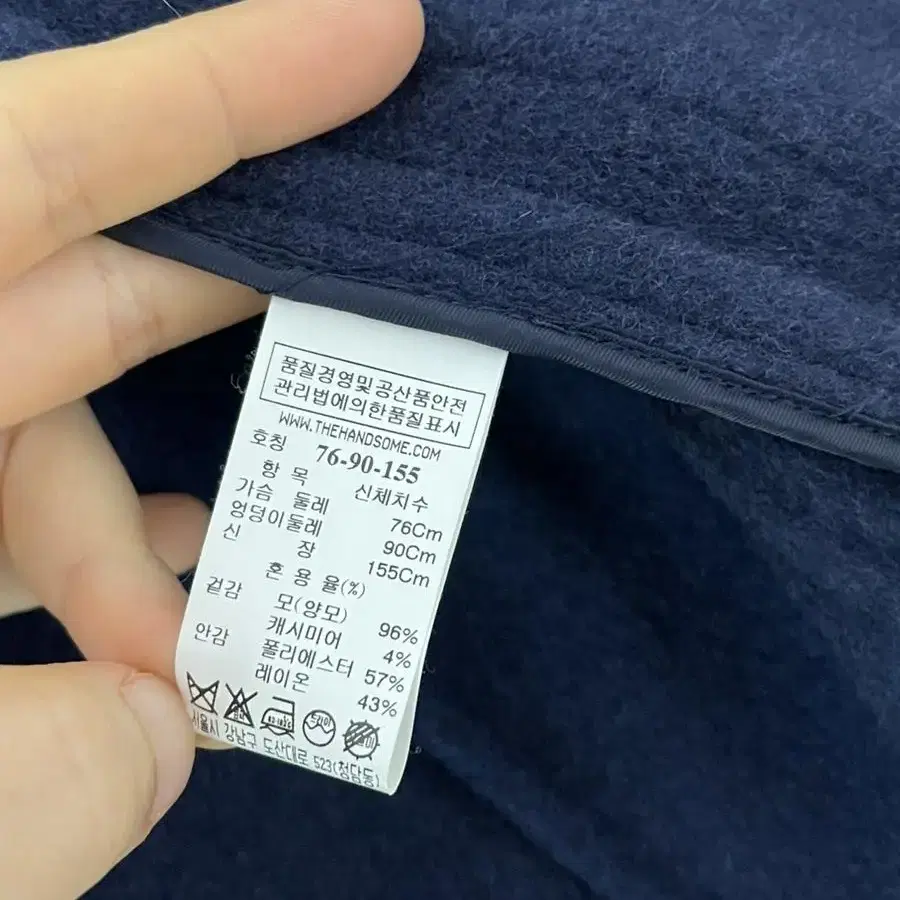 품질경영및공산품안전
관리법에의한품질표시
WWW.THEHANDSOME.COM
호칭 76-90-155
항 목 신체치수
가슴 둘레 76Cm
엉덩이둘레 90Cm
신 장 155Cm
혼 용 율(%)
겉감 모(양모) 96%
캐시미어 4%
안감 폴리에스터 57%
레이온 43%
드라이
서울시 강남구 도산대로 523(청담동)